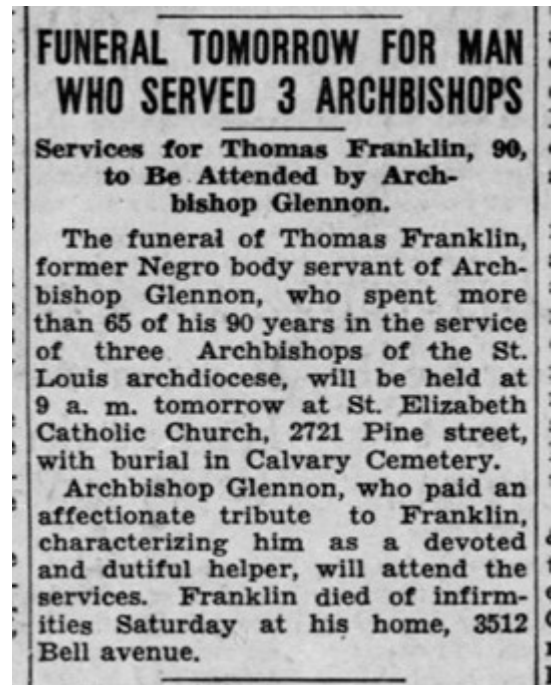 FUNERAL TOMORROW FOR MAN
WHO SERVED 3 ARCHBISHOPS
Services for Thomas Franklin, 90,
to Be Attended by Arch-
bishop Glennon.
The funeral of Thomas Franklin,
former Negro body servant of Arch-
bishop Glennon, who spent more
than 65 of his 90 years in the service
of three Archbishops of the St.
Louis archdiocese, will be held at
9 a. m. tomorrow at St. Elizabeth
Catholic Church, 2721 Pine street,
with burial in Calvary Cemetery.
Archbishop Glennon, who paid an
affectionate tribute to Franklin,
characterizing him as a devoted
and dutiful helper, will attend the
services. Franklin died of infirm-
ities Saturday at his home, 3512
Bell avenue.